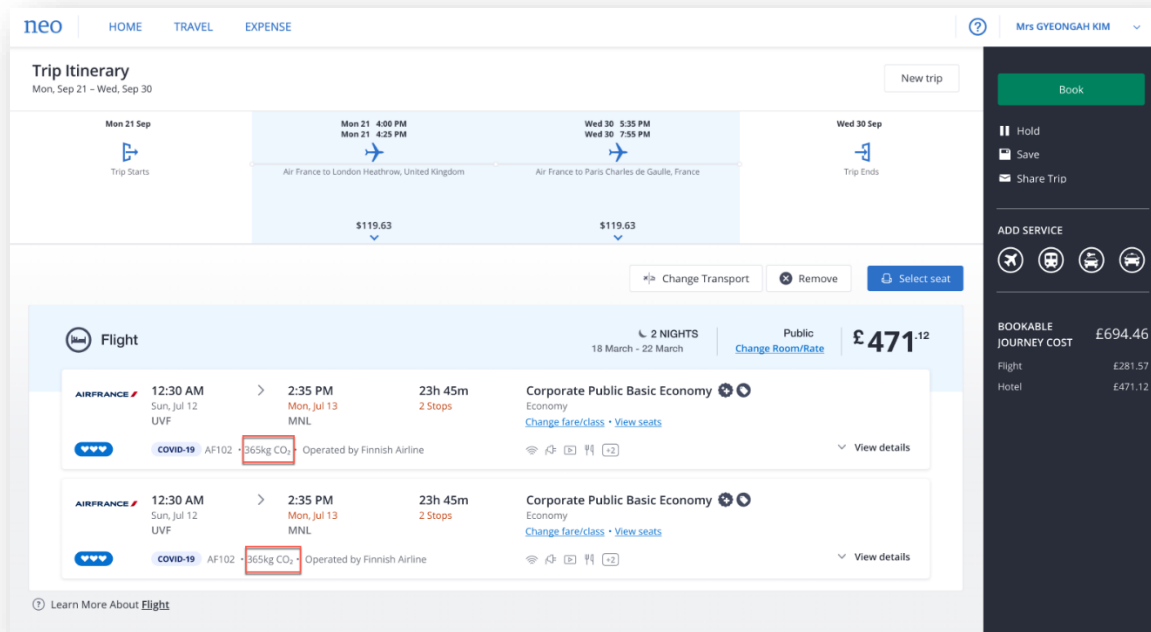 neo HOME TRAVEL EXPENSE Mrs GYEONGAH KIM
Trip Itinerary
Mon, Sep 21 – Wed, Sep 30
New trip
Mon 21 Sep
Trip Starts
Mon 21 4:00 PM
Mon 21 4:25 PM
Air France to London Heathrow, United Kingdom
$119.63
Wed 30 5:35 PM
Wed 30 7:55 PM
Air France to Paris Charles de Gaulle, France
$119.63
Wed 30 Sep
Trip Ends
Change Transport Remove Select seat
Flight
2 NIGHTS
18 March - 22 March
Public
Change Room/Rate
£471.12
AIRFRANCE 12:30 AM 2:35 PM 23h 45m Corporate Public Basic Economy
Sun, Jul 12 Mon, Jul 13 2 Stops Economy
UVF MNL Change fare/class • View seats
COVID-19 AF102 • 365kg CO₂ • Operated by Finnish Airline +2 View details
AIRFRANCE 12:30 AM 2:35 PM 23h 45m Corporate Public Basic Economy
Sun, Jul 12 Mon, Jul 13 2 Stops Economy
UVF MNL Change fare/class • View seats
COVID-19 AF102 • 365kg CO₂ • Operated by Finnish Airline +2 View details
? Learn More About Flight
Book
Hold
Save
Share Trip
ADD SERVICE
BOOKABLE
JOURNEY COST £694.46
Flight £281.57
Hotel £471.12